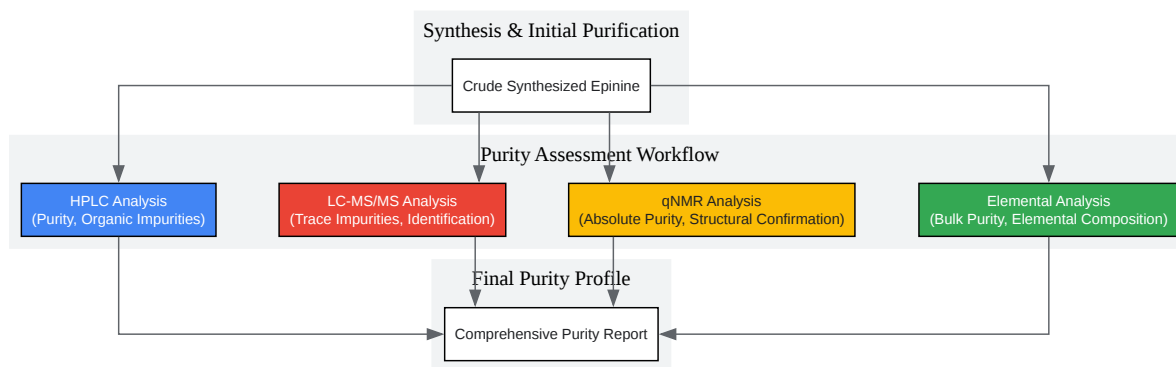 Synthesis & Initial Purification
Crude Synthesized Epinine
Purity Assessment Workflow
HPLC Analysis
(Purity, Organic Impurities)
LC-MS/MS Analysis
(Trace Impurities, Identification)
qNMR Analysis
(Absolute Purity, Structural Confirmation)
Elemental Analysis
(Bulk Purity, Elemental Composition)
Final Purity Profile
Comprehensive Purity Report